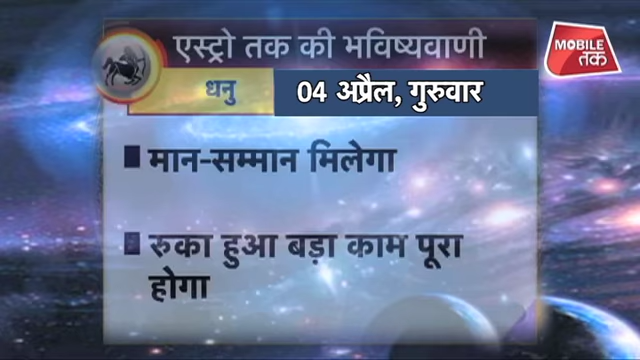 एस्ट्रो तक की भविष्यवाणी
MOBILE
तक
धनु
04 अप्रैल, गुरुवार
मान-सम्मान मिलेगा
रुका हुआ बड़ा काम पूरा
होगा